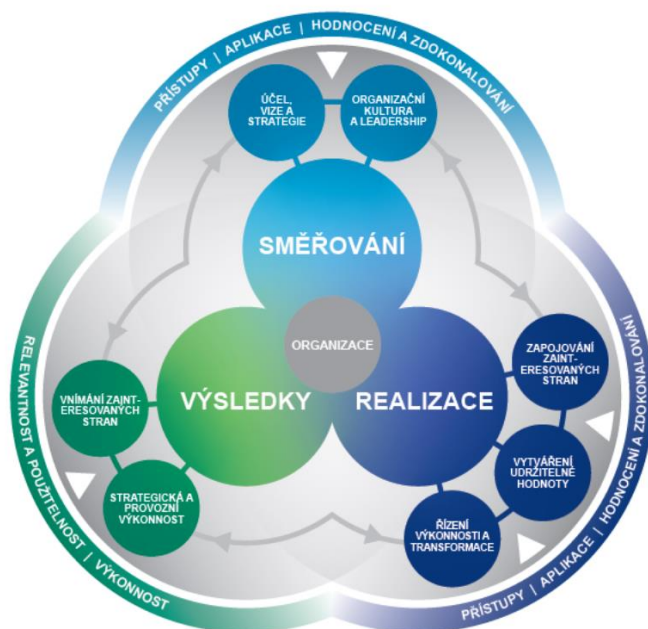 PŘÍSTUPY | APLIKACE | HODNOCENÍ A ZDOKONALOVÁNÍ
ÚČEL,
VIZE A
STRATEGIE
ORGANIZAČNÍ
KULTURA
A LEADERSHIP
SMĚŘOVÁNÍ
ORGANIZACE
VÝSLEDKY
REALIZACE
VNÍMÁNÍ ZAINT-
ERESOVANÝCH
STRAN
STRATEGICKÁ A
PROVOZNÍ
VÝKONNOST
ZAPOJOVÁNÍ
ZAINT-
ERESOVANÝCH
STRAN
VYTVÁŘENÍ
UDRŽITELNÉ
HODNOTY
ŘÍZENÍ
VÝKONNOSTI A
TRANSFORMACE
RELEVANTNOST A POUŽITELNOST | VÝKONNOST
PŘÍSTUPY | APLIKACE | HODNOCENÍ A ZDOKONALOVÁNÍ